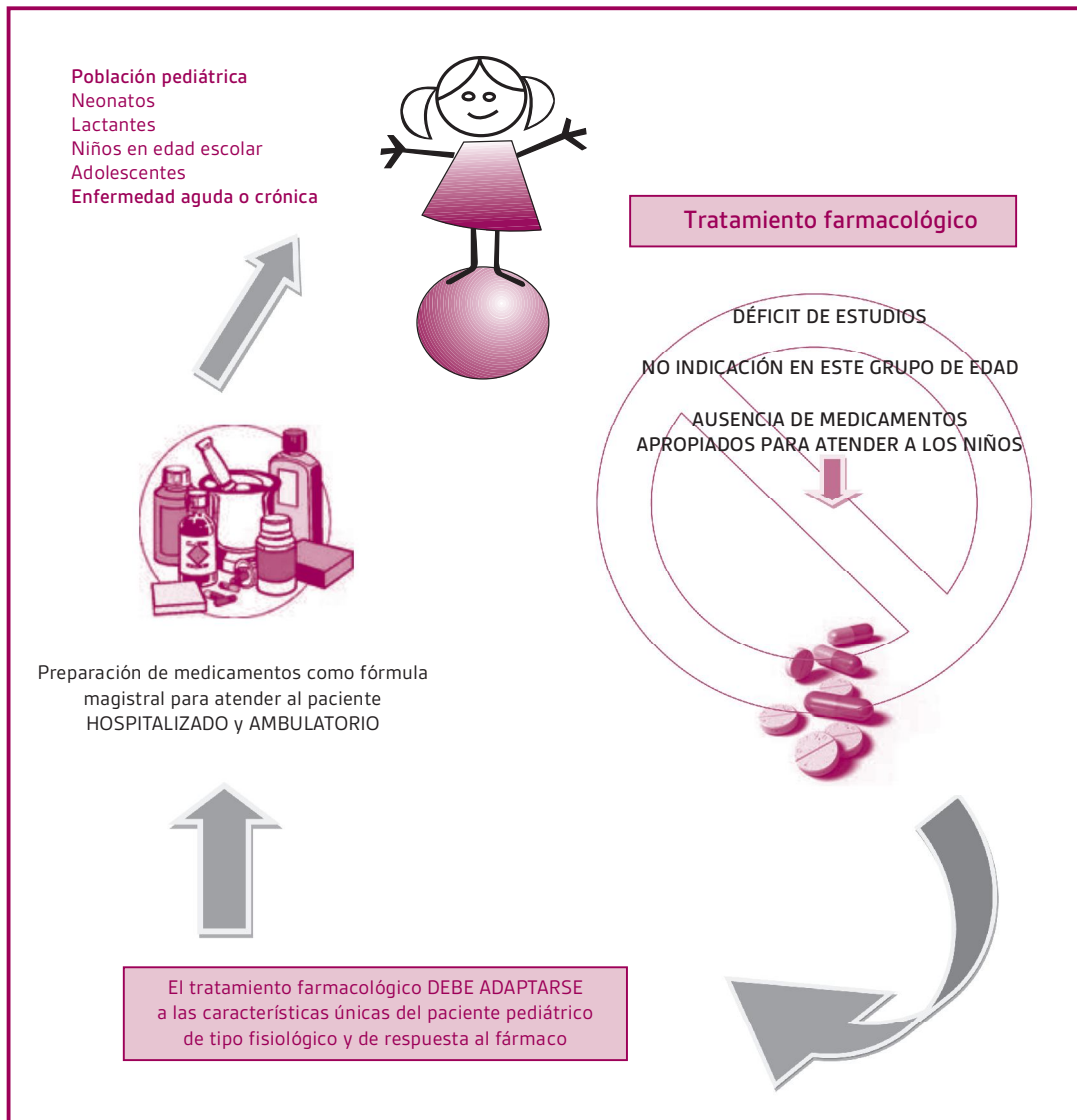 Población pediátrica
Neonatos
Lactantes
Niños en edad escolar
Adolescentes
Enfermedad aguda o crónica
Tratamiento farmacológico
DÉFICIT DE ESTUDIOS
NO INDICACIÓN EN ESTE GRUPO DE EDAD
AUSENCIA DE MEDICAMENTOS
APROPIADOS PARA ATENDER A LOS NIÑOS
Preparación de medicamentos como fórmula
magistral para atender al paciente
HOSPITALIZADO y AMBULATORIO
El tratamiento farmacológico DEBE ADAPTARSE
a las características únicas del paciente pediátrico
de tipo fisiológico y de respuesta al fármaco